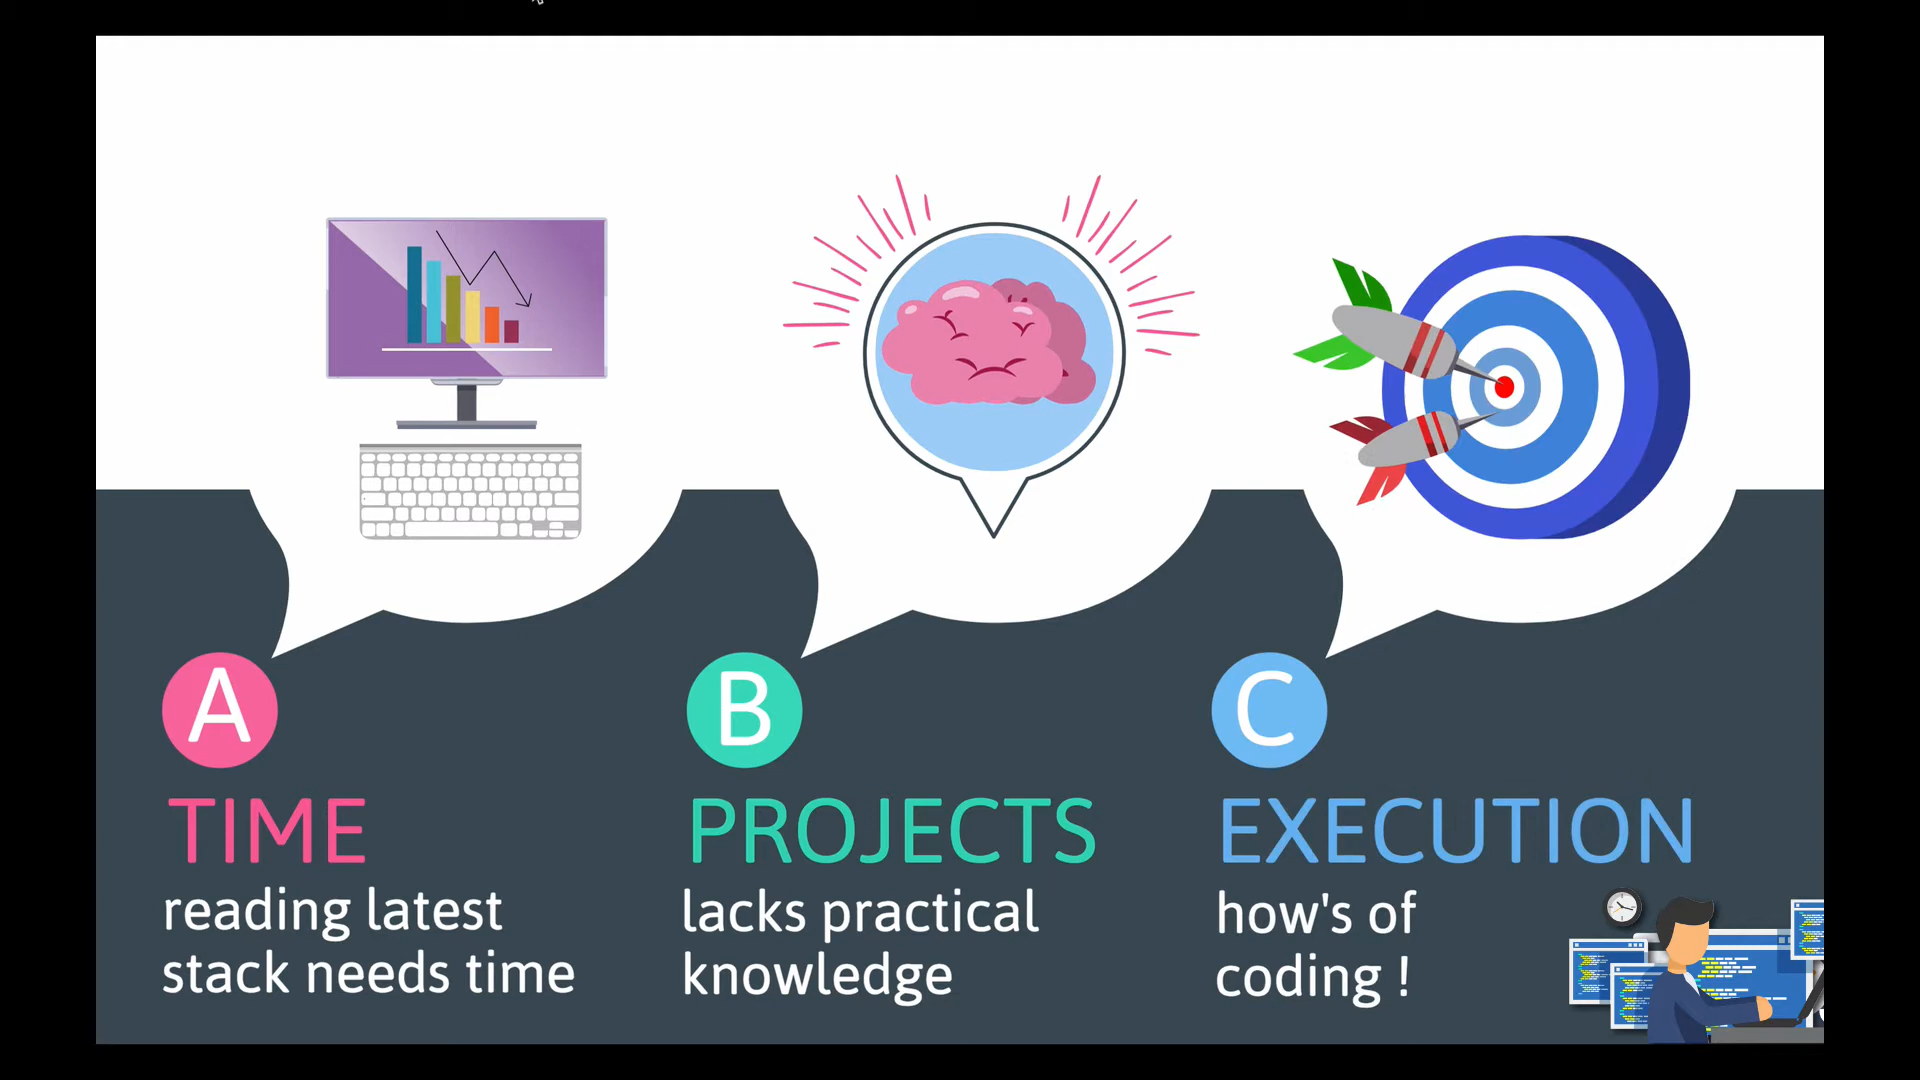 A
TIME
reading latest
stack needs time
B
PROJECTS
lacks practical
knowledge
C
EXECUTION
how's of
coding !